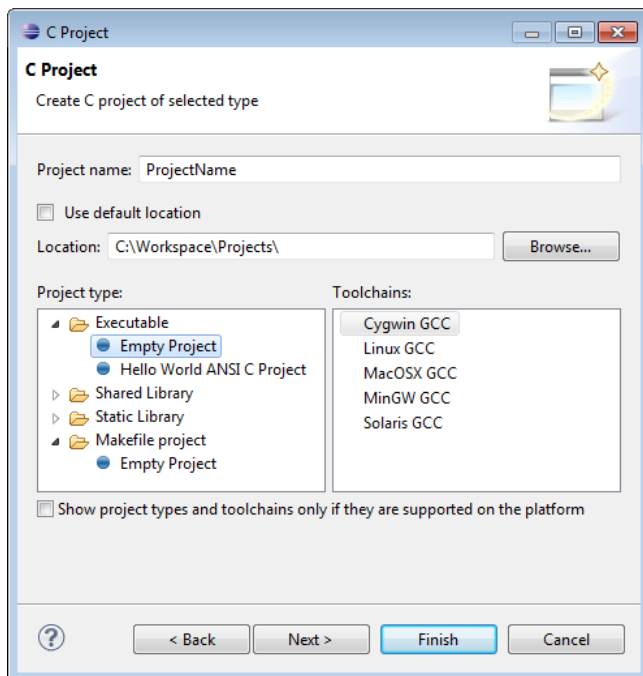 C Project
C Project
Create C project of selected type
Project name: ProjectName
Use default location
Location: C:\Workspace\Projects\ Browse...
Project type: Toolchains:
Executable Cygwin GCC
Empty Project Linux GCC
Hello World ANSI C Project MacOSX GCC
Shared Library MinGW GCC
Static Library Solaris GCC
Makefile project
Empty Project
Show project types and toolchains only if they are supported on the platform
? < Back Next > Finish Cancel